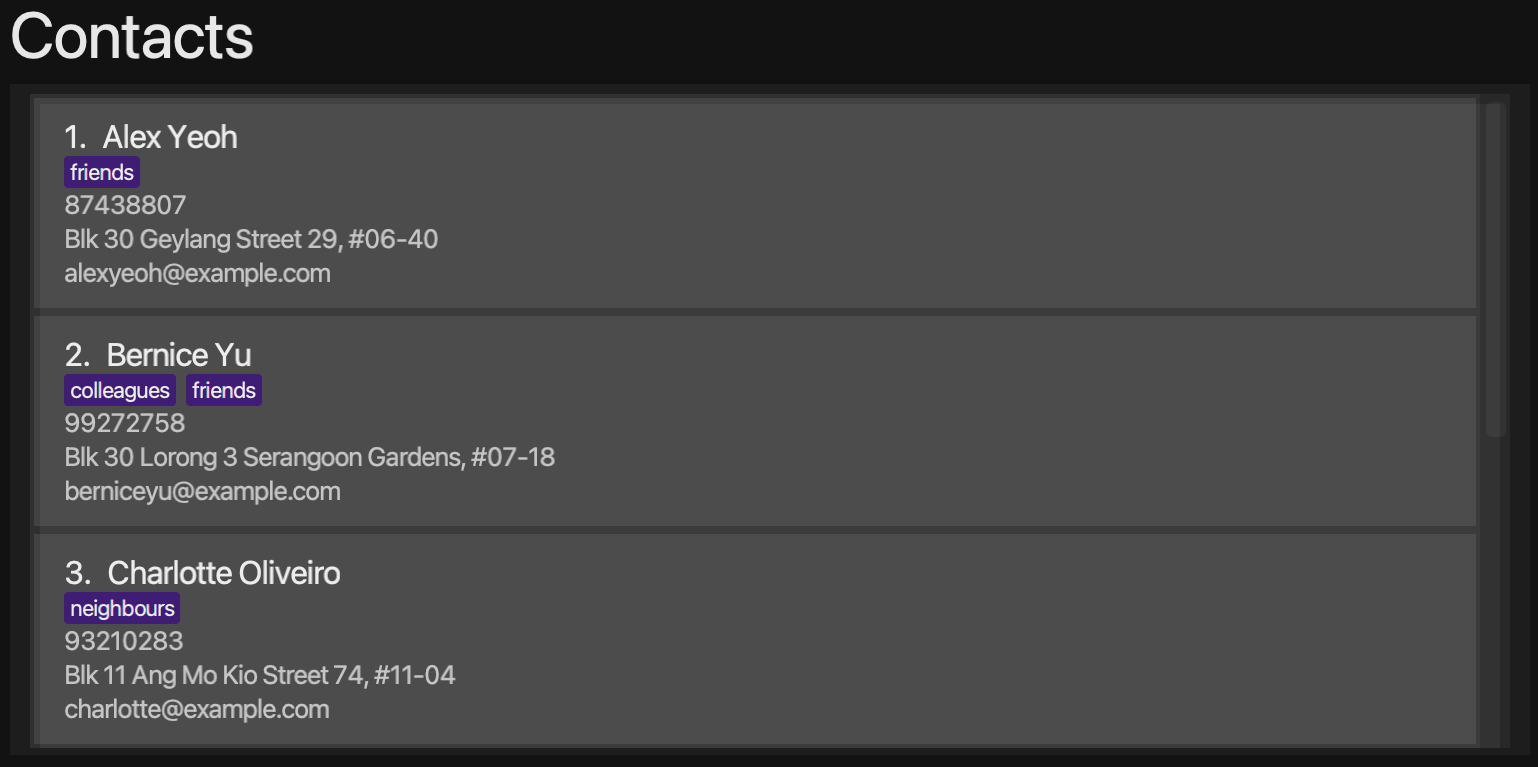 Contacts
1. Alex Yeoh
friends
87438807
Blk 30 Geylang Street 29, #06-40
alexyeoh@example.com
2. Bernice Yu
colleagues friends
99272758
Blk 30 Lorong 3 Serangoon Gardens, #07-18
berniceyu@example.com
3. Charlotte Oliveiro
neighbours
93210283
Blk 11 Ang Mo Kio Street 74, #11-04
charlotte@example.com